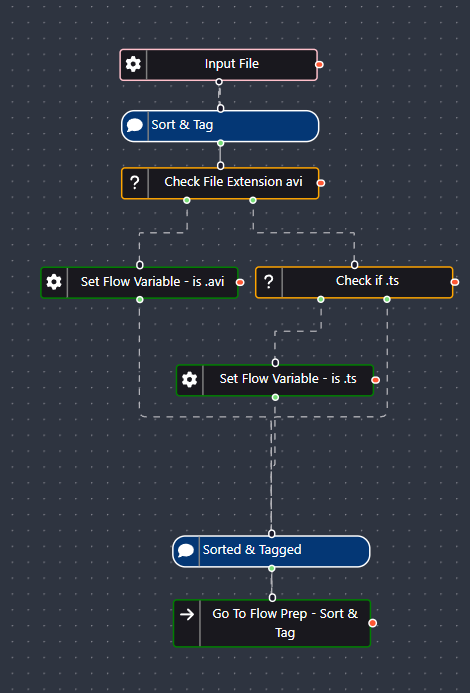 Input File
Sort & Tag
? Check File Extension avi
Set Flow Variable - is .avi
? Check if .ts
Set Flow Variable - is .ts
Sorted & Tagged
Go To Flow Prep - Sort &
Tag